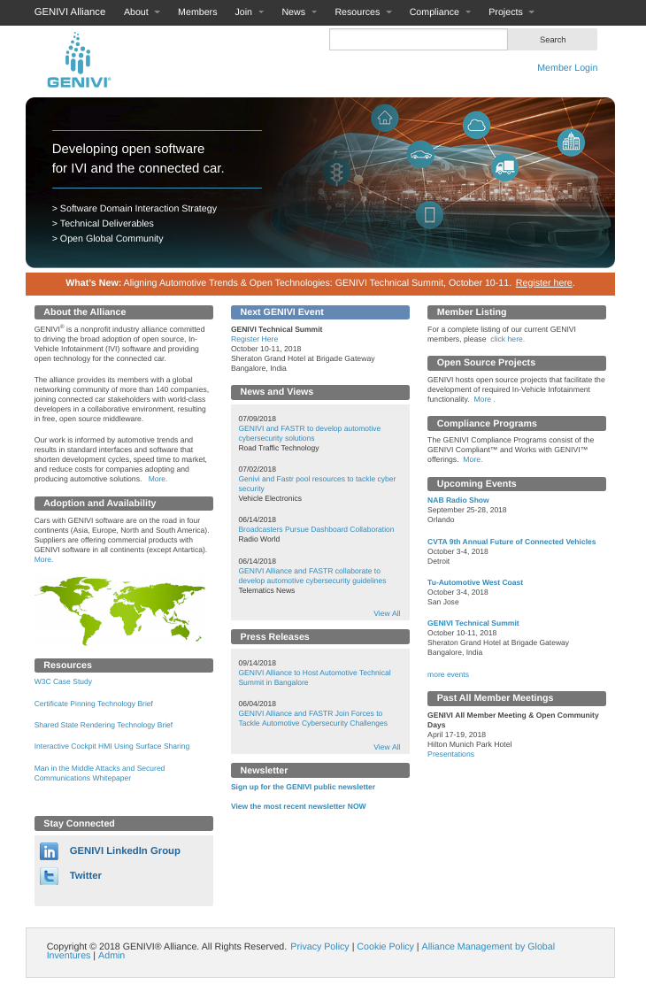 GENIVI Alliance About Members Join News Resources Compliance Projects
Search
Member Login
GENIVI®
Developing open software
for IVI and the connected car.
> Software Domain Interaction Strategy
> Technical Deliverables
> Open Global Community
What's New: Aligning Automotive Trends & Open Technologies: GENIVI Technical Summit, October 10-11. Register here.
About the Alliance
GENIVI® is a nonprofit industry alliance committed
to driving the broad adoption of open source, In-
Vehicle Infotainment (IVI) software and providing
open technology for the connected car.
The alliance provides its members with a global
networking community of more than 140 companies,
joining connected car stakeholders with world-class
developers in a collaborative environment, resulting
in free, open source middleware.
Our work is informed by automotive trends and
results in standard interfaces and software that
shorten development cycles, speed time to market,
and reduce costs for companies adopting and
producing automotive solutions. More.
Adoption and Availability
Cars with GENIVI software are on the road in four
continents (Asia, Europe, North and South America).
Suppliers are offering commercial products with
GENIVI software in all continents (except Antartica).
More.
Resources
W3C Case Study
Certificate Pinning Technology Brief
Shared State Rendering Technology Brief
Interactive Cockpit HMI Using Surface Sharing
Man in the Middle Attacks and Secured
Communications Whitepaper
Stay Connected
GENIVI LinkedIn Group
Twitter
Next GENIVI Event
GENIVI Technical Summit
Register Here
October 10-11, 2018
Sheraton Grand Hotel at Brigade Gateway
Bangalore, India
News and Views
07/09/2018
GENIVI and FASTR to develop automotive
cybersecurity solutions
Road Traffic Technology
07/02/2018
Genivi and Fastr pool resources to tackle cyber
security
Vehicle Electronics
06/14/2018
Broadcasters Pursue Dashboard Collaboration
Radio World
06/14/2018
GENIVI Alliance and FASTR collaborate to
develop automotive cybersecurity guidelines
Telematics News
View All
Press Releases
09/14/2018
GENIVI Alliance to Host Automotive Technical
Summit in Bangalore
06/04/2018
GENIVI Alliance and FASTR Join Forces to
Tackle Automotive Cybersecurity Challenges
View All
Newsletter
Sign up for the GENIVI public newsletter
View the most recent newsletter NOW
Member Listing
For a complete listing of our current GENIVI
members, please click here.
Open Source Projects
GENIVI hosts open source projects that facilitate the
development of required In-Vehicle Infotainment
functionality. More .
Compliance Programs
The GENIVI Compliance Programs consist of the
GENIVI Compliant™ and Works with GENIVI™
offerings. More.
Upcoming Events
NAB Radio Show
September 25-28, 2018
Orlando
CVTA 9th Annual Future of Connected Vehicles
October 3-4, 2018
Detroit
Tu-Automotive West Coast
October 3-4, 2018
San Jose
GENIVI Technical Summit
October 10-11, 2018
Sheraton Grand Hotel at Brigade Gateway
Bangalore, India
more events
Past All Member Meetings
GENIVI All Member Meeting & Open Community
Days
April 17-19, 2018
Hilton Munich Park Hotel
Presentations
Copyright © 2018 GENIVI® Alliance. All Rights Reserved. Privacy Policy | Cookie Policy | Alliance Management by Global
Inventures | Admin